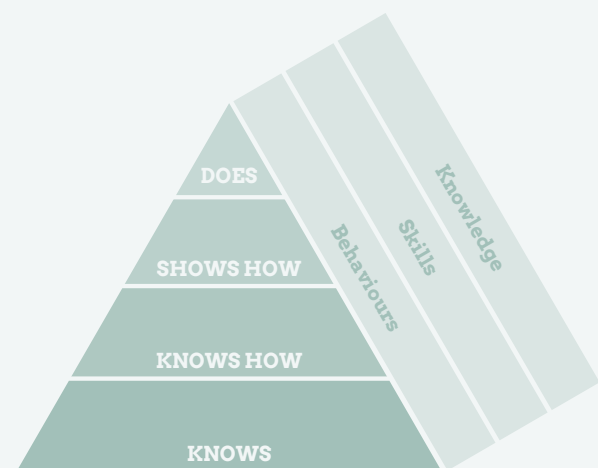 DOES
SHOWS HOW
KNOWS HOW
KNOWS
Behaviours
Skills
Knowledge